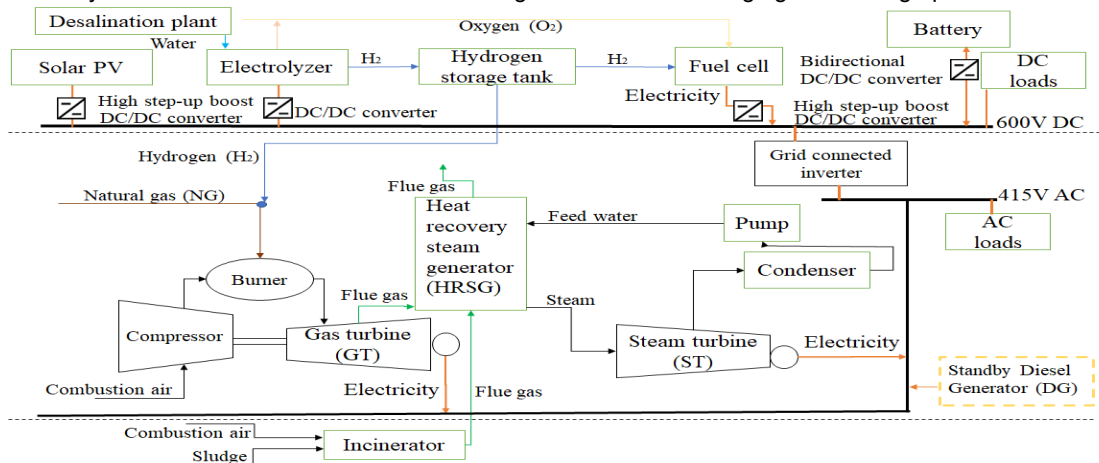 Desalination plant
Oxygen (O₂)
Water
Battery
Solar PV
Electrolyzer
H₂
Hydrogen
storage tank
H₂
Fuel cell
Bidirectional
DC/DC converter
DC
loads
High step-up boost
DC/DC converter
DC/DC converter
Electricity
High step-up boost
DC/DC converter
600V DC
Hydrogen (H₂)
Grid connected
inverter
Natural gas (NG)
Flue gas
415V AC
Heat
recovery
steam
generator
(HRSG)
Feed water
Pump
AC
loads
Burner
Condenser
Flue gas
Steam
Compressor
Gas turbine
(GT)
Steam turbine
(ST)
Electricity
Combustion air
Electricity
Flue gas
Standby Diesel
Generator (DG)
Combustion air
Incinerator
Sludge